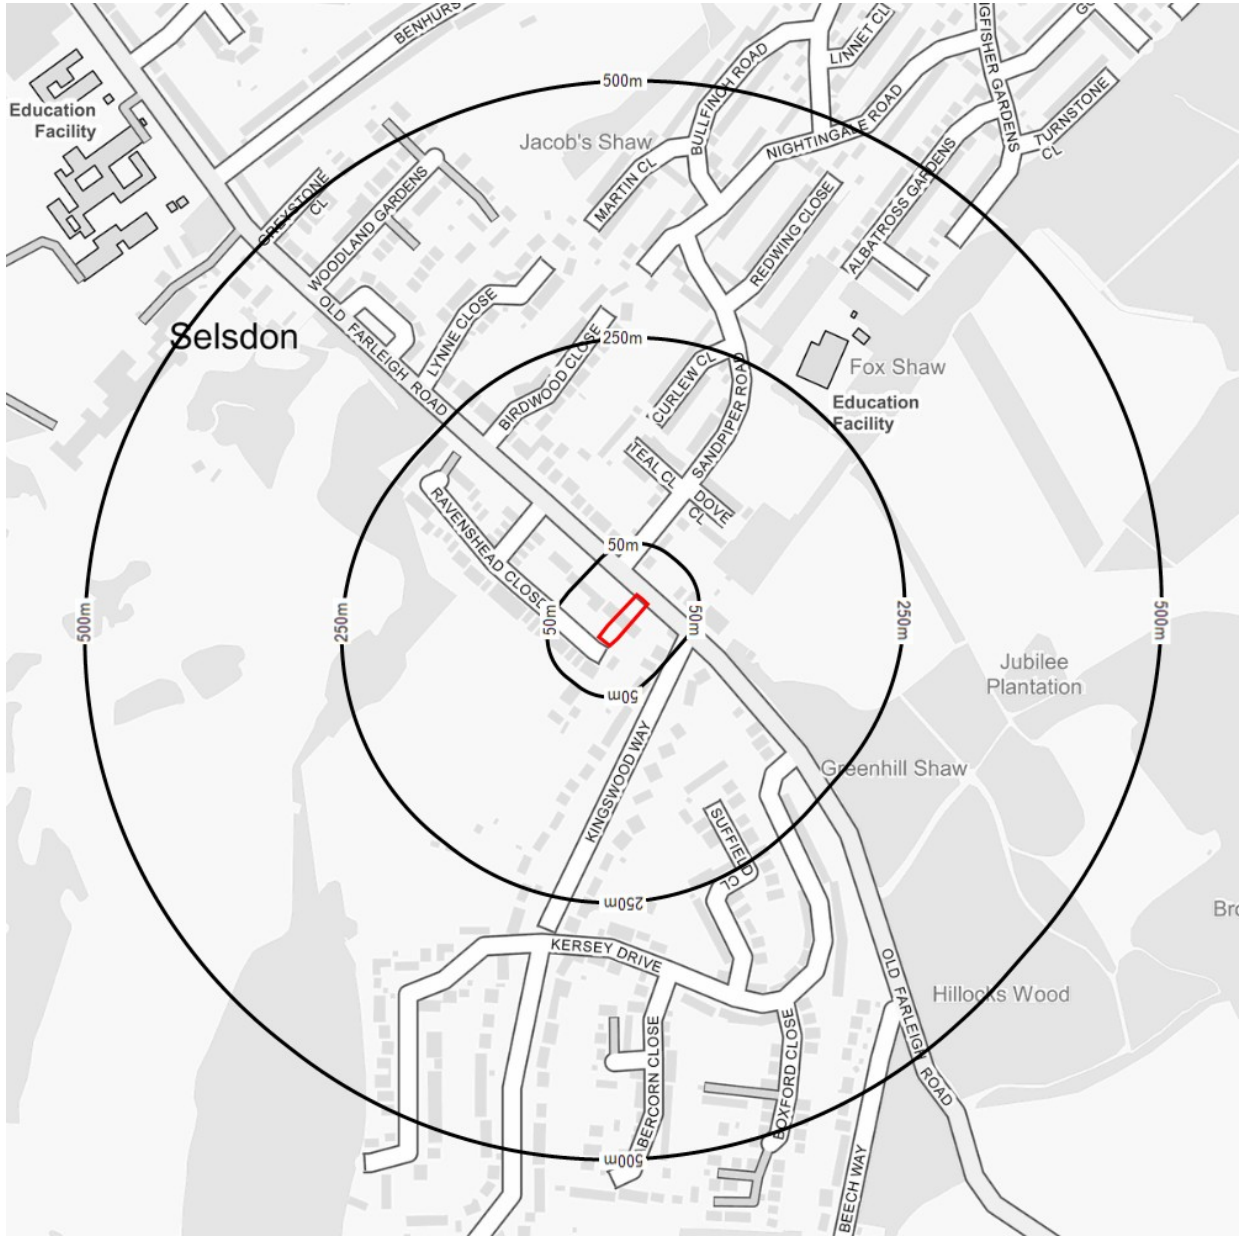 BENHURS
LINNET CL
GFISHER GARDENS
G
500m
BULLFINCH ROAD
Education
Facility
Jacob's Shaw
NIGHTINGALE ROAD
TURNSTONE
CL
MARTIN CL
GREYSTONE
CL
WOODLAND GARDENS
REDWING CLOSE
ALBATROSS GARDENS
OLD FARLEIGH ROAD
LYNNE CLOSE
Selsdon
250m
BIRDWOOD CLOSE
CURLEW CL
SANDPIPER ROAD
Fox Shaw
Education
Facility
TEAL CL
DOVE
CL
RAVENSHEAD CLOSE
50m
500m
250m
50m
50m
250m
500m
Jubilee
Plantation
50m
KINGSWOOD WAY
Greenhill Shaw
SUFFIELD
CL
250m
Bro
KERSEY DRIVE
OLD FARLEIGH ROAD
Hillocks Wood
BERCORN CLOSE
BOXFORD CLOSE
BEECH WAY
500m